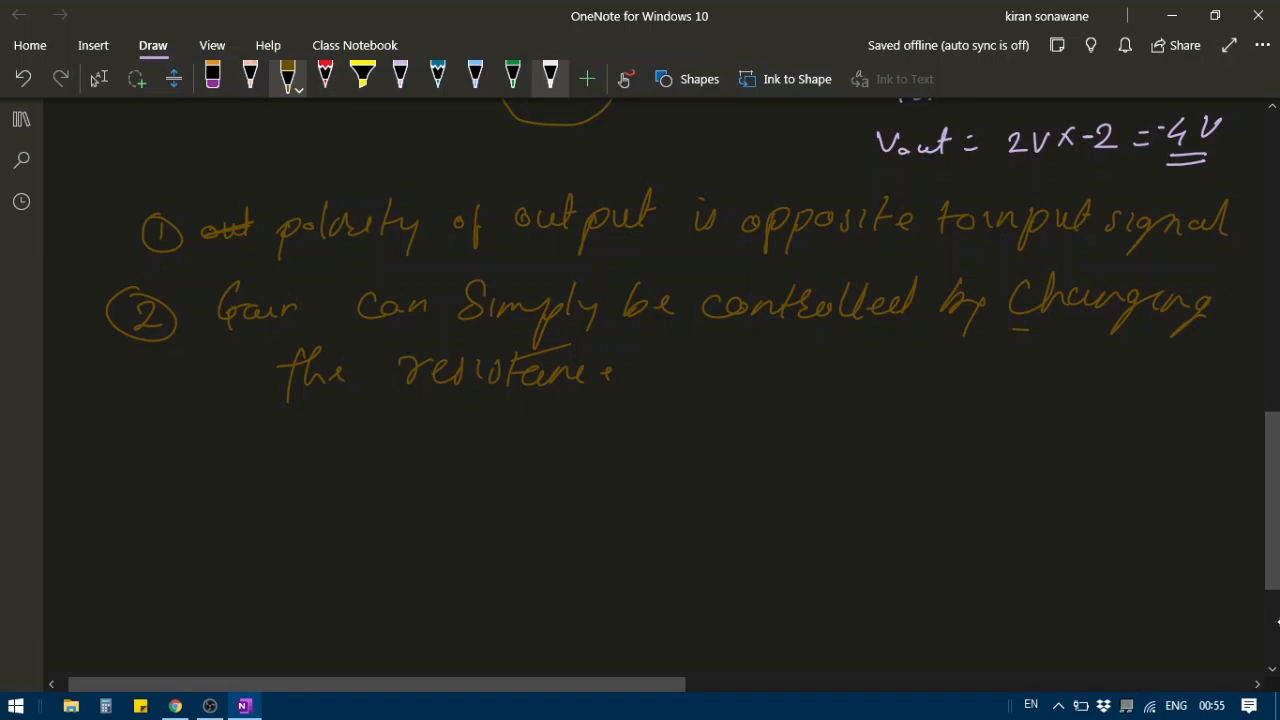 OneNote for Windows 10
kiran sonawane
Home Insert Draw View Help Class Notebook
Saved offline (auto sync is off)
Share
Shapes
Ink to Shape
Ink to Text
Vout = 2V x -2 = -4V
① out polarity of output is opposite to input signal
② Gain can Simply be controlled by Changing
the resistance
EN
ENG
00:55